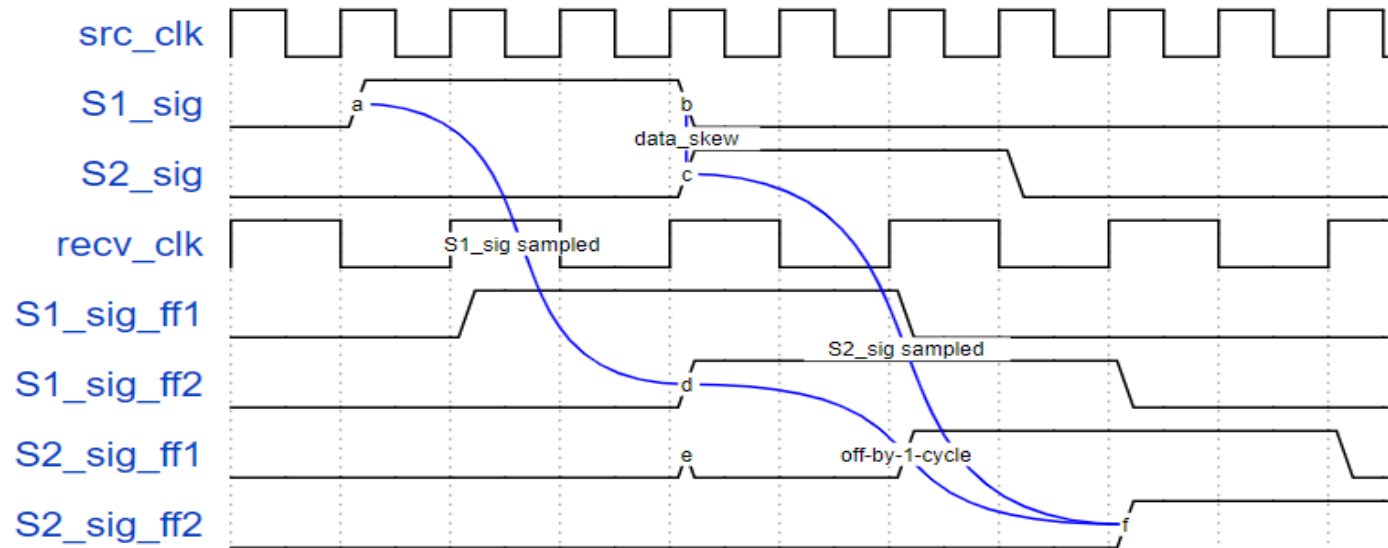 src_clk
S1_sig
a
b
data_skew
S2_sig
c
recv_clk
S1_sig sampled
S1_sig_ff1
S2_sig sampled
S1_sig_ff2
d
S2_sig_ff1
e
off-by-1-cycle
S2_sig_ff2
f